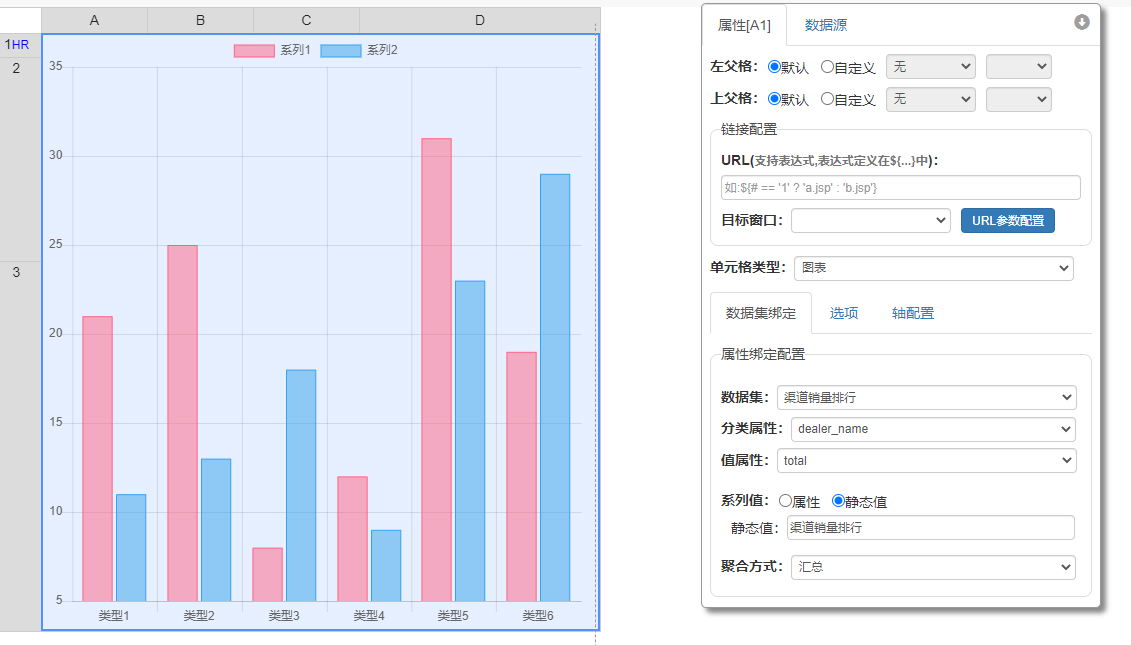 A B C D
1HR
2
3
系列1 系列2
35
30
25
20
15
10
5
类型1 类型2 类型3 类型4 类型5 类型6
属性[A1] 数据源
左父格： 默认 自定义 无
上父格： 默认 自定义 无
链接配置
URL(支持表达式,表达式定义在${...}中)：
如:${# == '1' ? 'a.jsp' : 'b.jsp'}
目标窗口： URL参数配置
单元格类型： 图表
数据集绑定 选项 轴配置
属性绑定配置
数据集： 渠道销量排行
分类属性： dealer_name
值属性： total
系列值： 属性 静态值
静态值： 渠道销量排行
聚合方式： 汇总